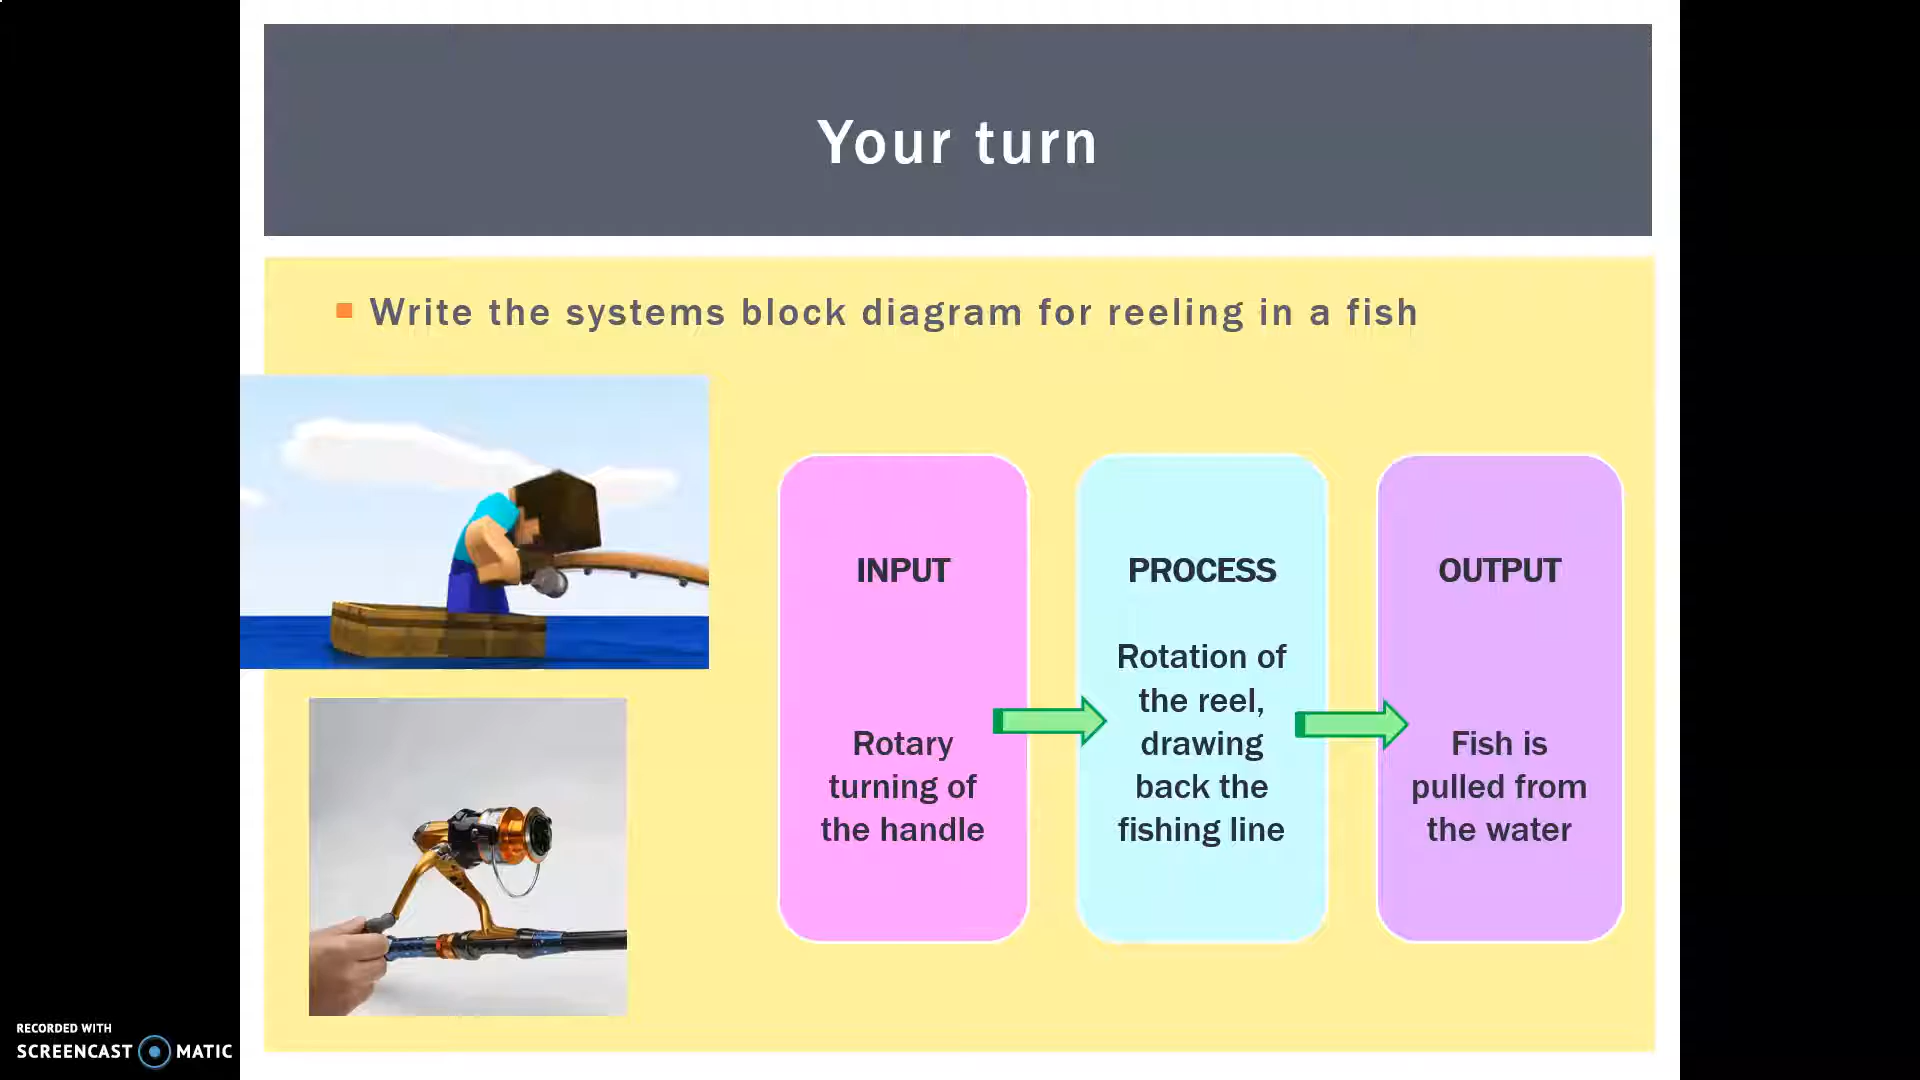 Your turn
Write the systems block diagram for reeling in a fish
INPUT
Rotary
turning of
the handle
PROCESS
Rotation of
the reel,
drawing
back the
fishing line
OUTPUT
Fish is
pulled from
the water
RECORDED WITH
SCREENCAST MATIC